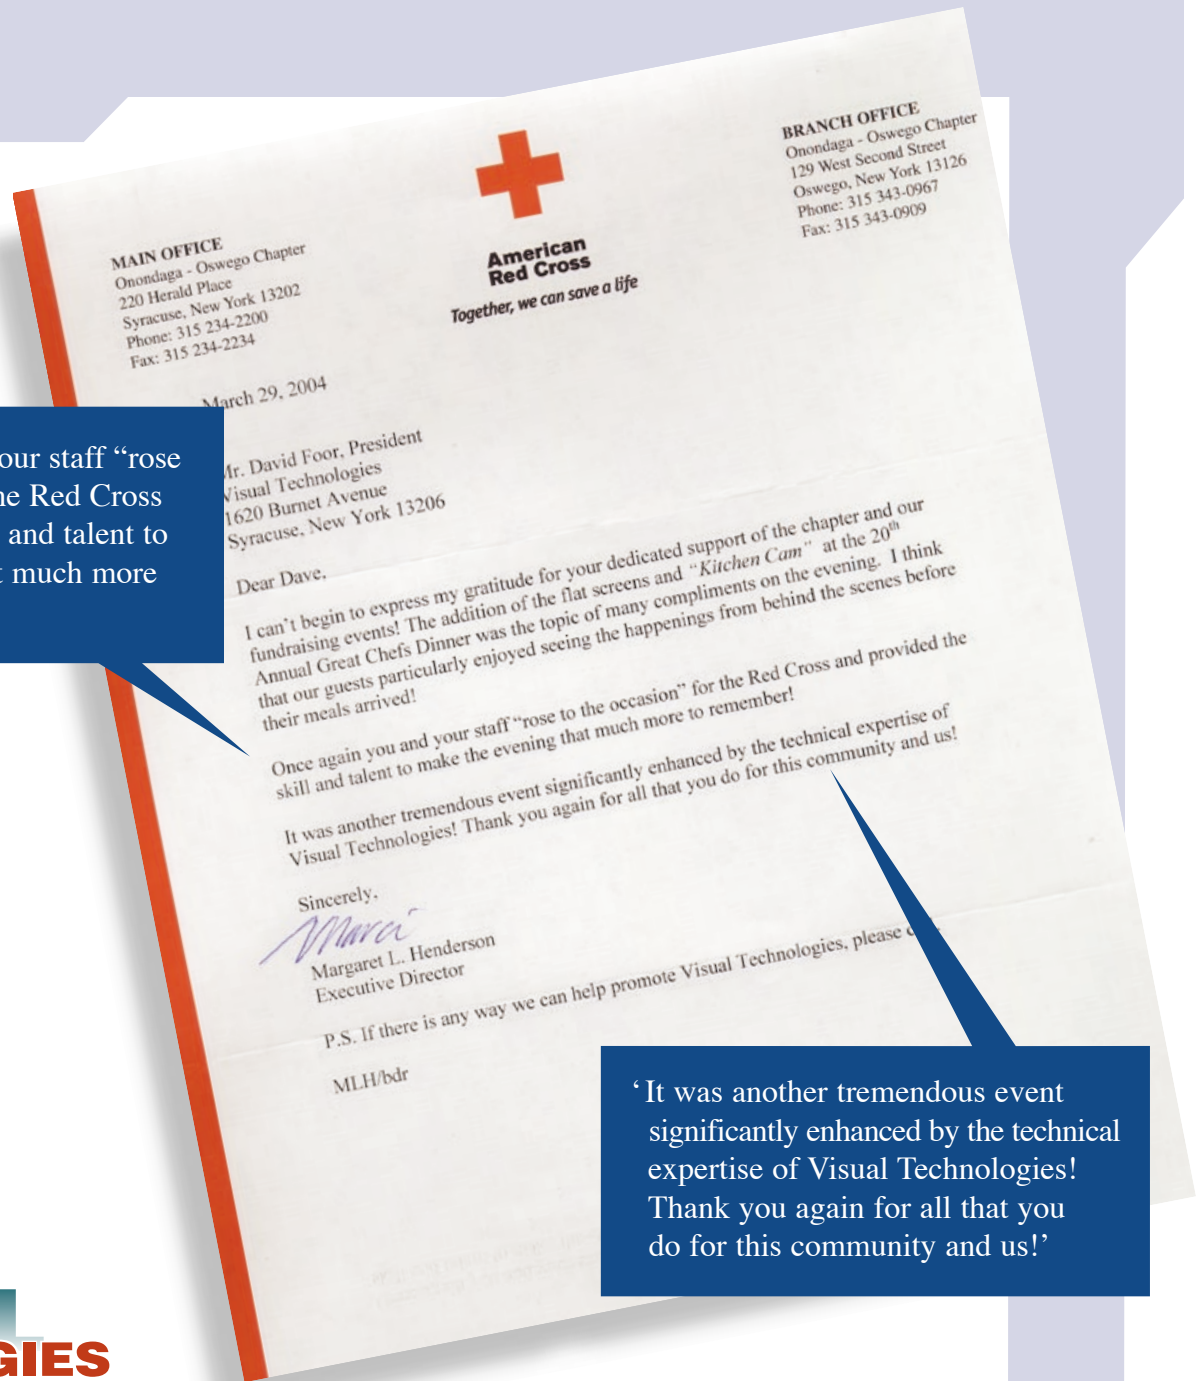 BRANCH OFFICE
Onondaga - Oswego Chapter
129 West Second Street
Oswego, New York 13126
Phone: 315 343-0967
Fax: 315 343-0909
MAIN OFFICE
Onondaga - Oswego Chapter
220 Herald Place
Syracuse, New York 13202
Phone: 315 234-2200
Fax: 315 234-2234
American
Red Cross
Together, we can save a life
March 29, 2004
Mr. David Foor, President
Visual Technologies
1620 Burnet Avenue
Syracuse, New York 13206
Dear Dave,
I can't begin to express my gratitude for your dedicated support of the chapter and our
fundraising events! The addition of the flat screens and "Kitchen Cam" at the 20th
Annual Great Chefs Dinner was the topic of many compliments on the evening. I think
that our guests particularly enjoyed seeing the happenings from behind the scenes before
their meals arrived!
Once again you and your staff "rose to the occasion" for the Red Cross and provided the
skill and talent to make the evening that much more to remember!
It was another tremendous event significantly enhanced by the technical expertise of
Visual Technologies! Thank you again for all that you do for this community and us!
Sincerely,
Marci
Margaret L. Henderson
Executive Director
P.S. If there is any way we can help promote Visual Technologies, please
MLH/bdr
our staff “rose
he Red Cross
and talent to
t much more
‘It was another tremendous event
significantly enhanced by the technical
expertise of Visual Technologies!
Thank you again for all that you
do for this community and us!’
GIES